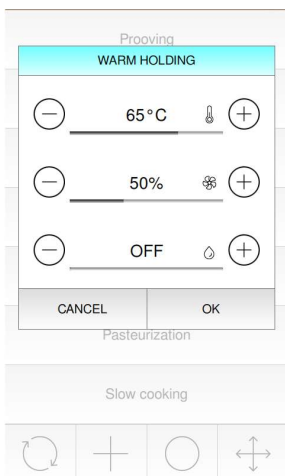 Prooving
WARM HOLDING
65°C
50%
OFF
CANCEL OK
Pasteurization
Slow cooking